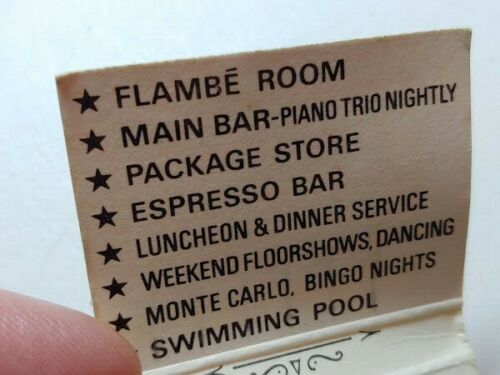 ★ FLAMBĒ ROOM
★ MAIN BAR-PIANO TRIO NIGHTLY
★ PACKAGE STORE
★ ESPRESSO BAR
★ LUNCHEON & DINNER SERVICE
★ WEEKEND FLOORSHOWS, DANCING
★ MONTE CARLO, BINGO NIGHTS
★ SWIMMING POOL